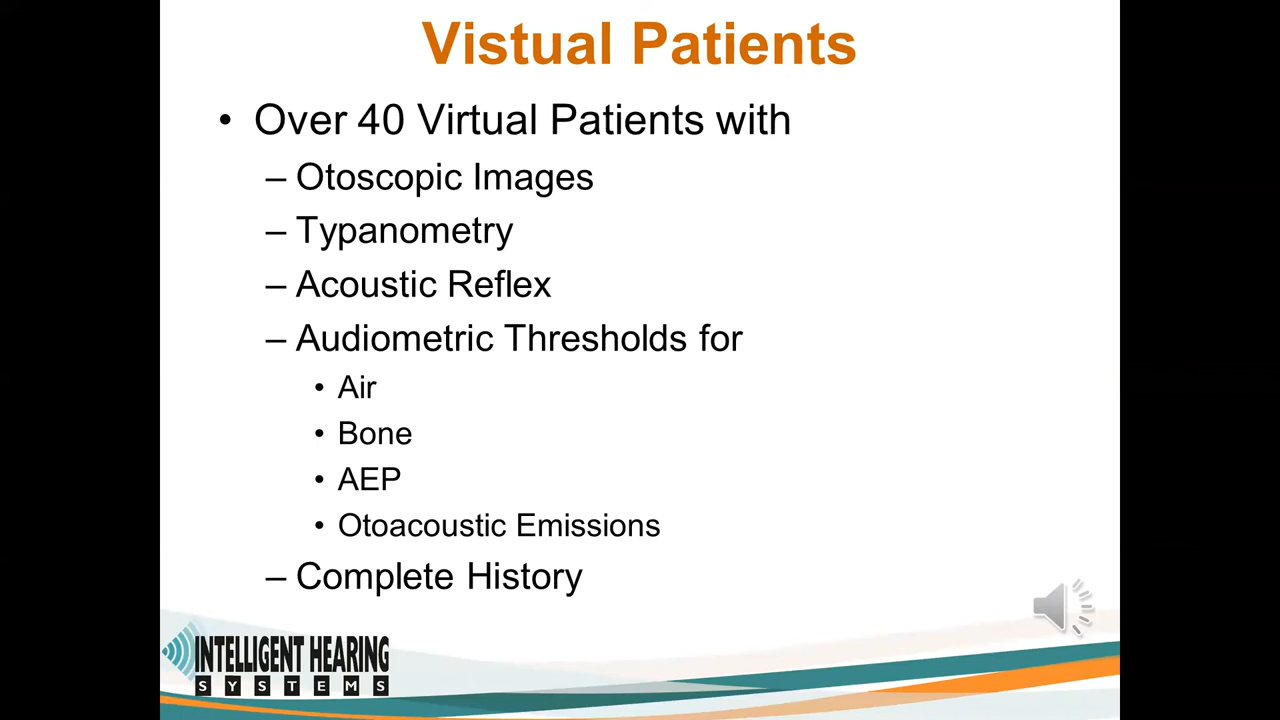 Vistual Patients
• Over 40 Virtual Patients with
– Otoscopic Images
– Typanometry
– Acoustic Reflex
– Audiometric Thresholds for
• Air
• Bone
• AEP
• Otoacoustic Emissions
– Complete History
INTELLIGENT HEARING
SYSTEMS